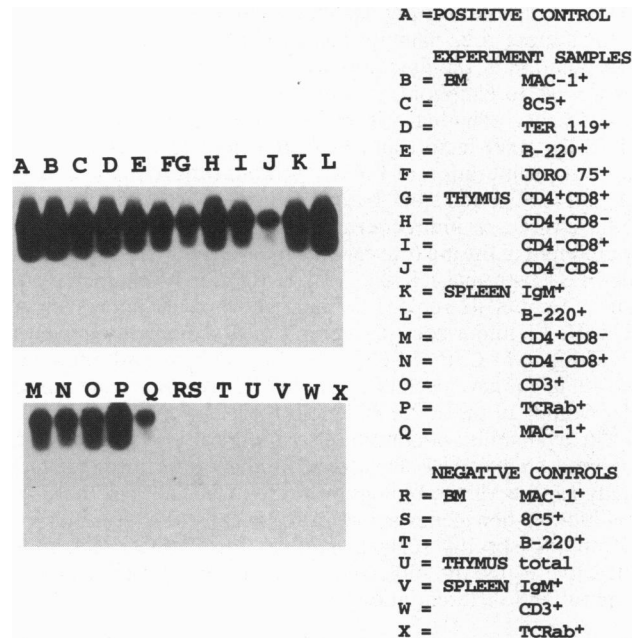 A =POSITIVE CONTROL
EXPERIMENT SAMPLES
B = BM MAC-1+
C = 8C5+
D = TER 119+
E = B-220+
F = JORO 75+
G = THYMUS CD4+CD8+
H = CD4+CD8-
I = CD4-CD8+
J = CD4-CD8-
K = SPLEEN IgM+
L = B-220+
M = CD4+CD8-
N = CD4-CD8+
O = CD3+
P = TCRab+
Q = MAC-1+
NEGATIVE CONTROLS
R = BM MAC-1+
S = 8C5+
T = B-220+
U = THYMUS total
V = SPLEEN IgM+
W = CD3+
X = TCRab+
A B C D E FG H I J K L
M N O P Q RS T U V W X